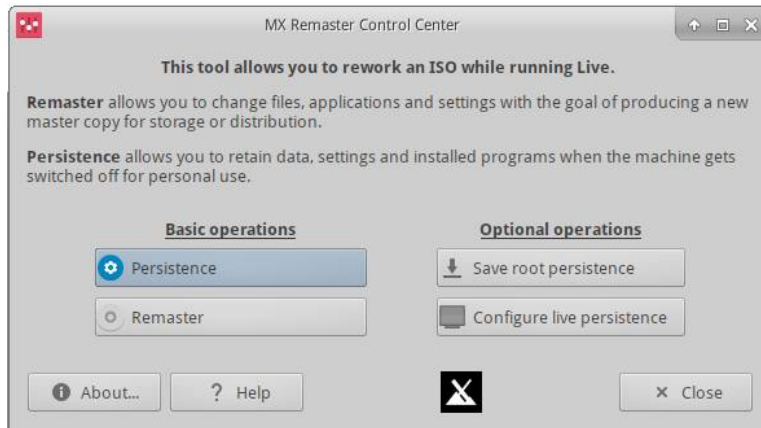 MX Remaster Control Center
This tool allows you to rework an ISO while running Live.
Remaster allows you to change files, applications and settings with the goal of producing a new
master copy for storage or distribution.
Persistence allows you to retain data, settings and installed programs when the machine gets
switched off for personal use.
Basic operations
Persistence
Remaster
Optional operations
Save root persistence
Configure live persistence
About...
? Help
Close